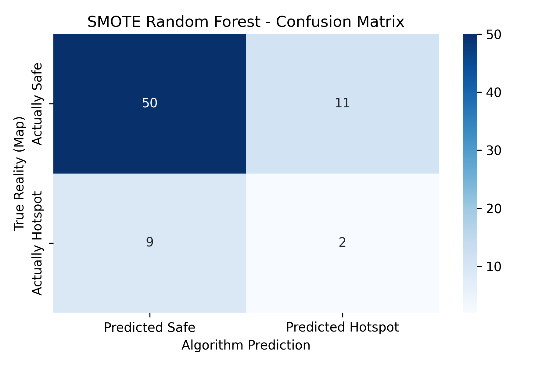 SMOTE Random Forest - Confusion Matrix
True Reality (Map)
Actually Safe
Actually Hotspot
50
11
9
2
Predicted Safe
Predicted Hotspot
Algorithm Prediction
50
40
30
20
10